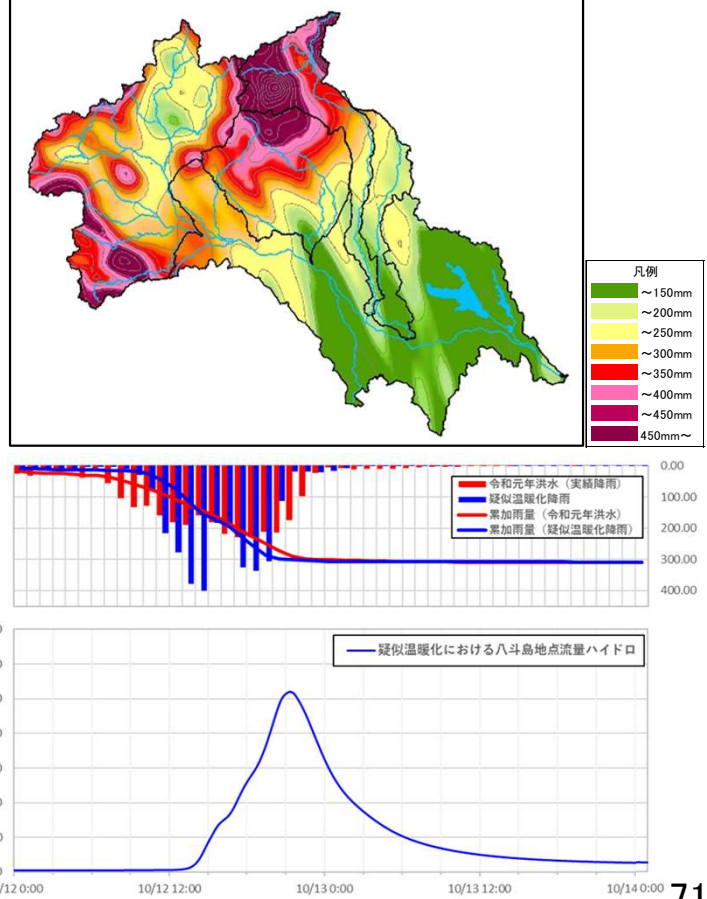 凡例
～150mm
～200mm
～250mm
～300mm
～350mm
～400mm
～450mm
450mm～
0.00
100.00
200.00
300.00
400.00
令和元年洪水（実績降雨）
疑似温暖化降雨
累加雨量（令和元年洪水）
累加雨量（疑似温暖化降雨）
疑似温暖化における八斗島地点流量ハイドロ
/12 0:00
10/12 12:00
10/13 0:00
10/13 12:00
10/14 0:00
71